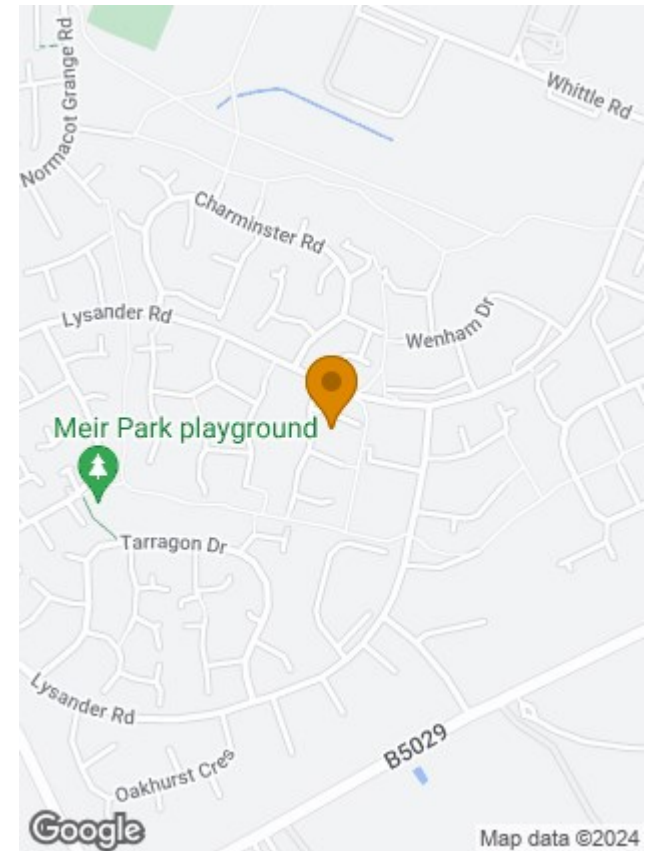 Whittle Rd
Normacot Grange Rd
Charminster Rd
Lysander Rd
Wenham Dr
Meir Park playground
Tarragon Dr
Lysander Rd
B5029
Oakhurst Cres
Google
Map data ©2024